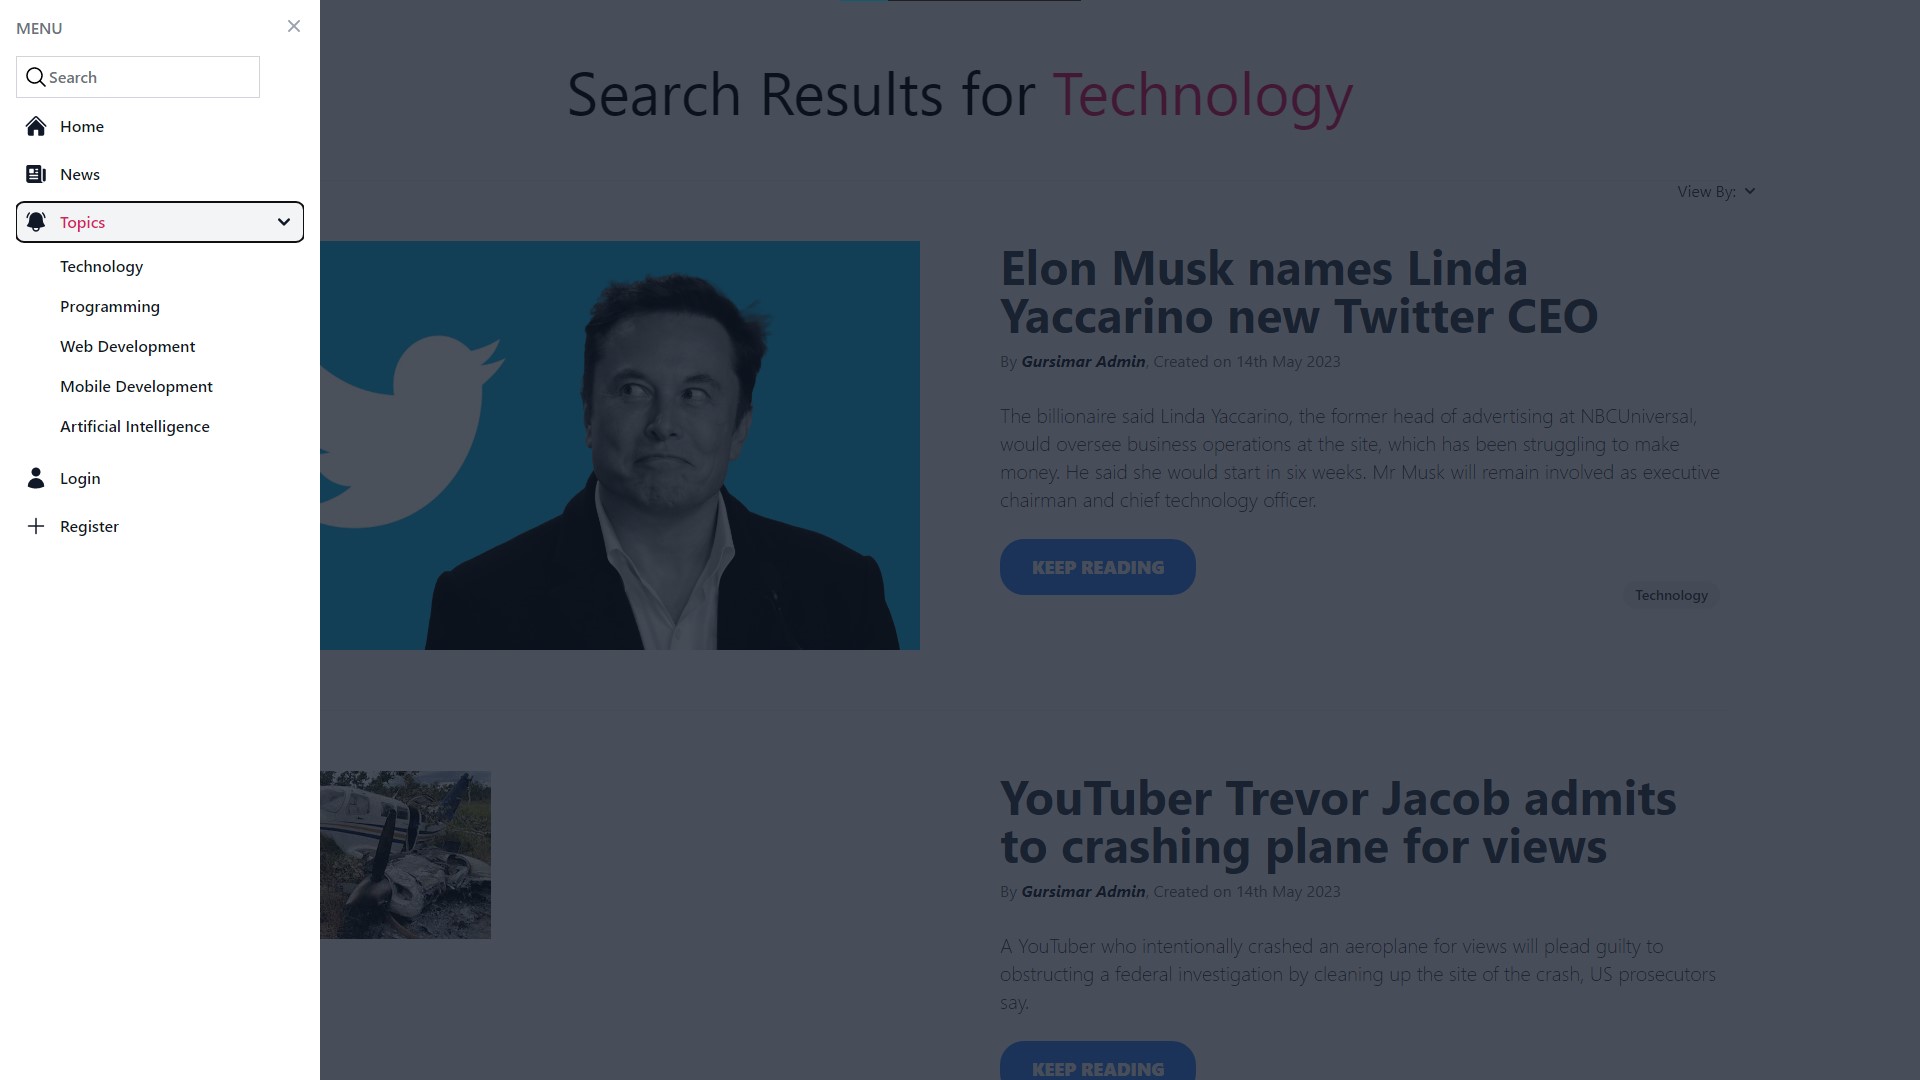 MENU
Search
Home
News
Topics
Technology
Programming
Web Development
Mobile Development
Artificial Intelligence
Login
Register
Search Results for Technology
View By:
Elon Musk names Linda
Yaccarino new Twitter CEO
By Gursimar Admin, Created on 14th May 2023
The billionaire said Linda Yaccarino, the former head of advertising at NBCUniversal,
would oversee business operations at the site, which has been struggling to make
money. He said she would start in six weeks. Mr Musk will remain involved as executive
chairman and chief technology officer.
KEEP READING
Technology
YouTuber Trevor Jacob admits
to crashing plane for views
By Gursimar Admin, Created on 14th May 2023
A YouTuber who intentionally crashed an aeroplane for views will plead guilty to
obstructing a federal investigation by cleaning up the site of the crash, US prosecutors
say.
KEEP READING